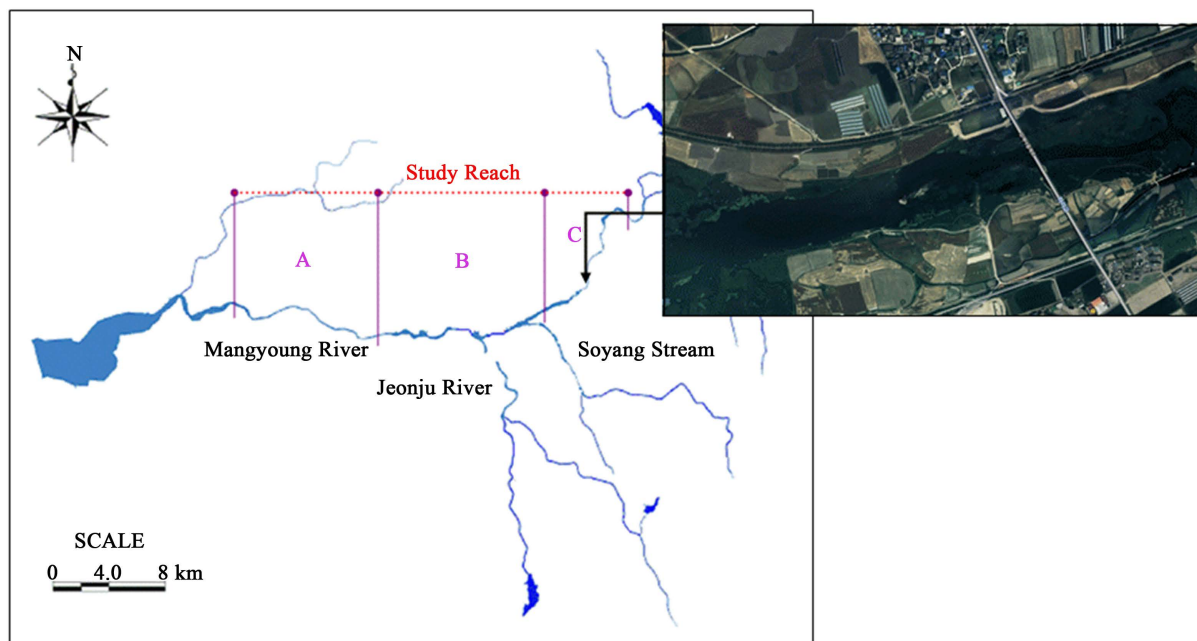 N
Study Reach
A
B
C
Mangyoung River
Soyang Stream
Jeonju River
SCALE
0 4.0 8 km